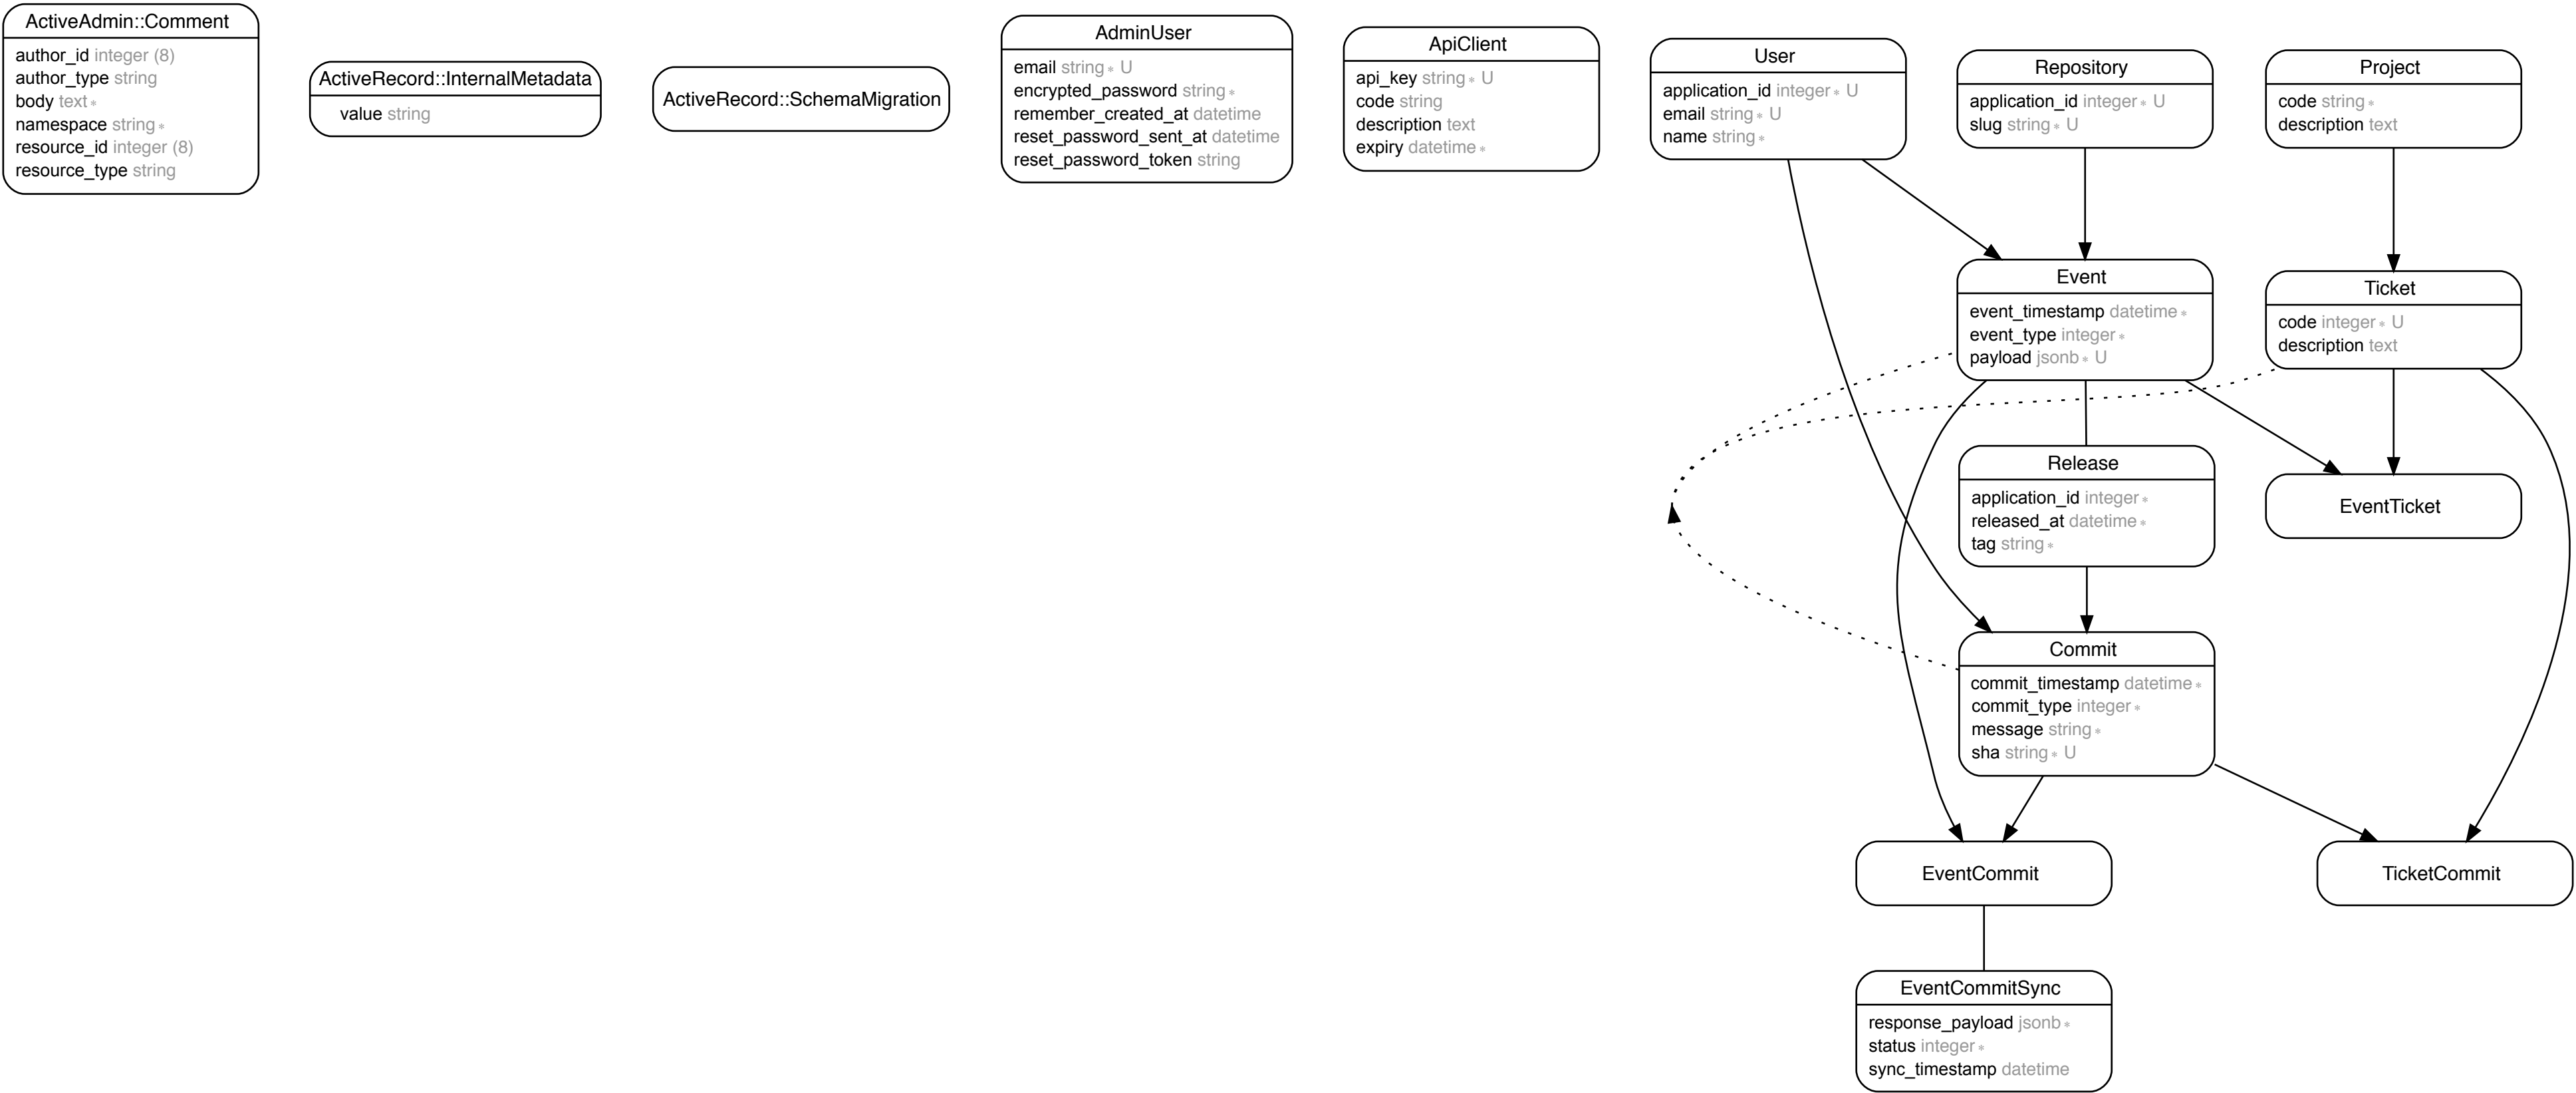 ActiveAdmin::Comment
author_id integer (8)
author_type string
body text *
namespace string *
resource_id integer (8)
resource_type string
ActiveRecord::InternalMetadata
value string
ActiveRecord::SchemaMigration
AdminUser
email string * U
encrypted_password string *
remember_created_at datetime
reset_password_sent_at datetime
reset_password_token string
ApiClient
api_key string * U
code string
description text
expiry datetime *
User
application_id integer * U
email string * U
name string *
Repository
application_id integer * U
slug string * U
Project
code string *
description text
Event
event_timestamp datetime *
event_type integer *
payload jsonb * U
Ticket
code integer * U
description text
Release
application_id integer *
released_at datetime *
tag string *
EventTicket
Commit
commit_timestamp datetime *
commit_type integer *
message string *
sha string * U
EventCommit
TicketCommit
EventCommitSync
response_payload jsonb *
status integer *
sync_timestamp datetime